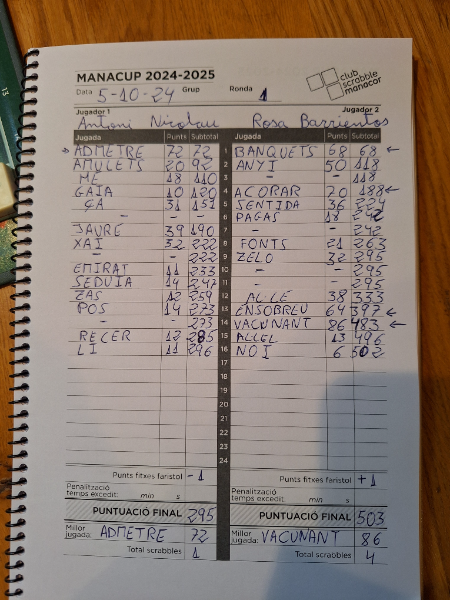 MANACUP 2024-2025
club scrabble manacor
Data 5-10-24 Grup Ronda 1
Jugador 1 Jugador 2
Antoni Nicolau Rosa Barrientos
Jugada Punts Subtotal Jugada Punts Subtotal
→ ADMETRE 72 72 1 BANQUETS 68 68 ←
AMULETS 20 92 2 ANYI 50 118
ME 18 110 3 - 118
GAIA 10 120 4 ACORAR 70 188 ←
ÇA 31 151 5 SENTIDA 36 224
- - - 6 PAGAS 18 242
JAURE 39 190 7 - - 242
XAI 32 222 8 FONTS 21 263
- - 222 9 ZELO 32 295
EMIRAT 11 233 10 - - 295
SEDUIA 14 247 11 - - 295
ZAS 12 259 12 ALLE 38 333
POS 14 273 13 ENSOBREU 64 397 ←
- 273 14 VACUNANT 86 483 ←
RECER 12 285 15 ALLEL 13 496
LI 11 296 16 NOI 6 502
17
18
19
20
21
22
23
24
Punts fitxes faristol -1 Punts fitxes faristol +1
Penalització temps excedit: min s Penalització temps excedit: min s
PUNTUACIÓ FINAL 295 PUNTUACIÓ FINAL 503
Millor jugada: ADMETRE 72 Millor jugada: VACUNANT 86
Total scrabbles 1 Total scrabbles 4